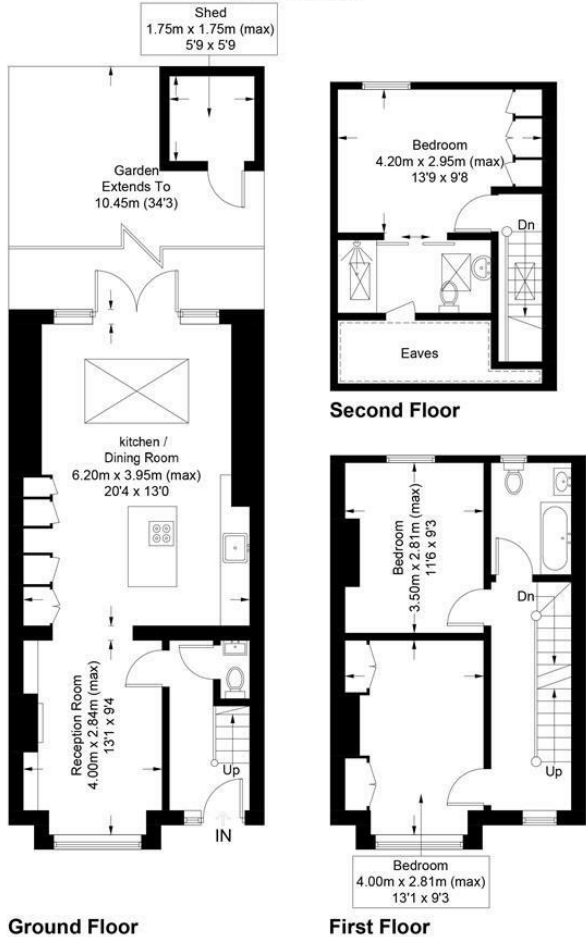 Shed
1.75m x 1.75m (max)
5'9 x 5'9
Garden
Extends To
10.45m (34'3)
kitchen /
Dining Room
6.20m x 3.95m (max)
20'4 x 13'0
Reception Room
4.00m x 2.84m (max)
13'1 x 9'4
Up
IN
Ground Floor
Bedroom
4.20m x 2.95m (max)
13'9 x 9'8
Dn
Eaves
Second Floor
Bedroom
3.50m x 2.81m (max)
11'6 x 9'3
Dn
Up
Bedroom
4.00m x 2.81m (max)
13'1 x 9'3
First Floor